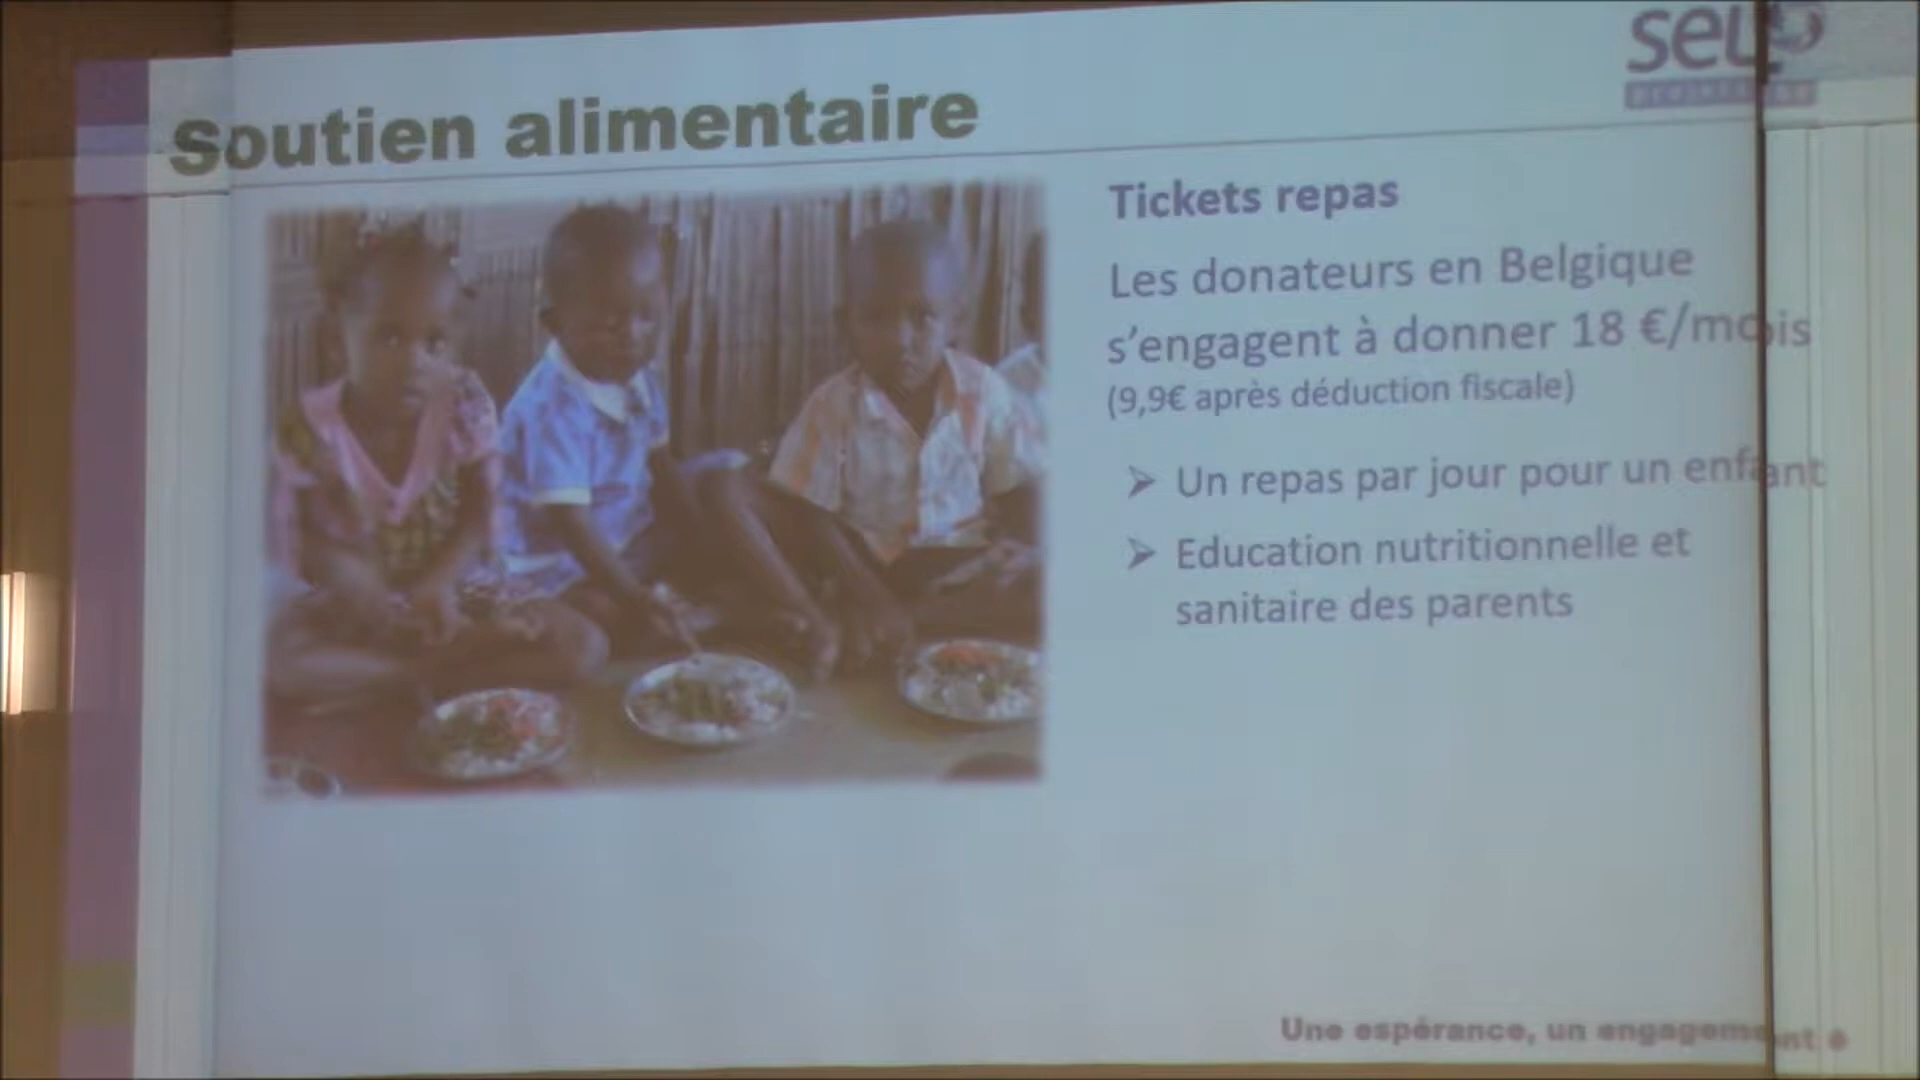 SEL
projets
Soutien alimentaire
Tickets repas
Les donateurs en Belgique
s'engagent à donner 18 €/mois
(9,9€ après déduction fiscale)
➢ Un repas par jour pour un enfant
➢ Education nutritionnelle et
sanitaire des parents
Une espérance, un engagement